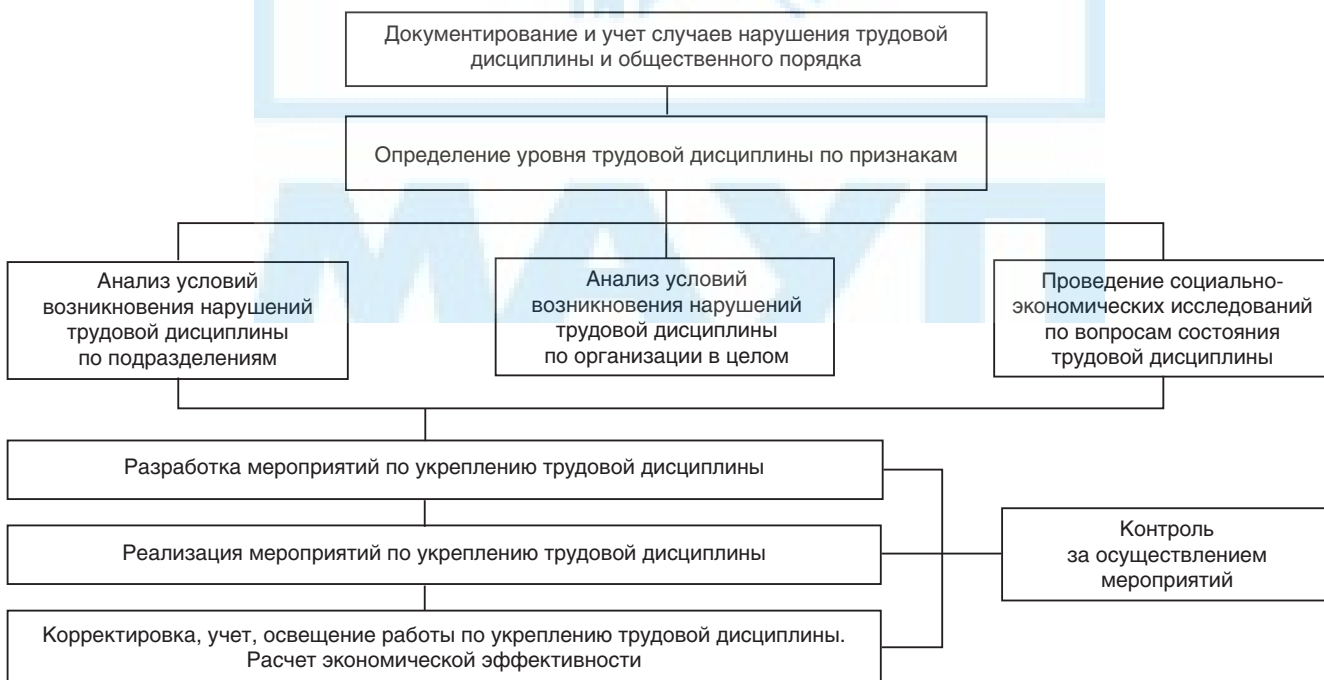 Документирование и учет случаев нарушения трудовой
дисциплины и общественного порядка
Определение уровня трудовой дисциплины по признакам
МАУП
Анализ условий
возникновения нарушений
трудовой дисциплины
по подразделениям
Анализ условий
возникновения нарушений
трудовой дисциплины
по организации в целом
Проведение социально-
экономических исследований
по вопросам состояния
трудовой дисциплины
Разработка мероприятий по укреплению трудовой дисциплины
Реализация мероприятий по укреплению трудовой дисциплины
Контроль
за осуществлением
мероприятий
Корректировка, учет, освещение работы по укреплению трудовой дисциплины.
Расчет экономической эффективности